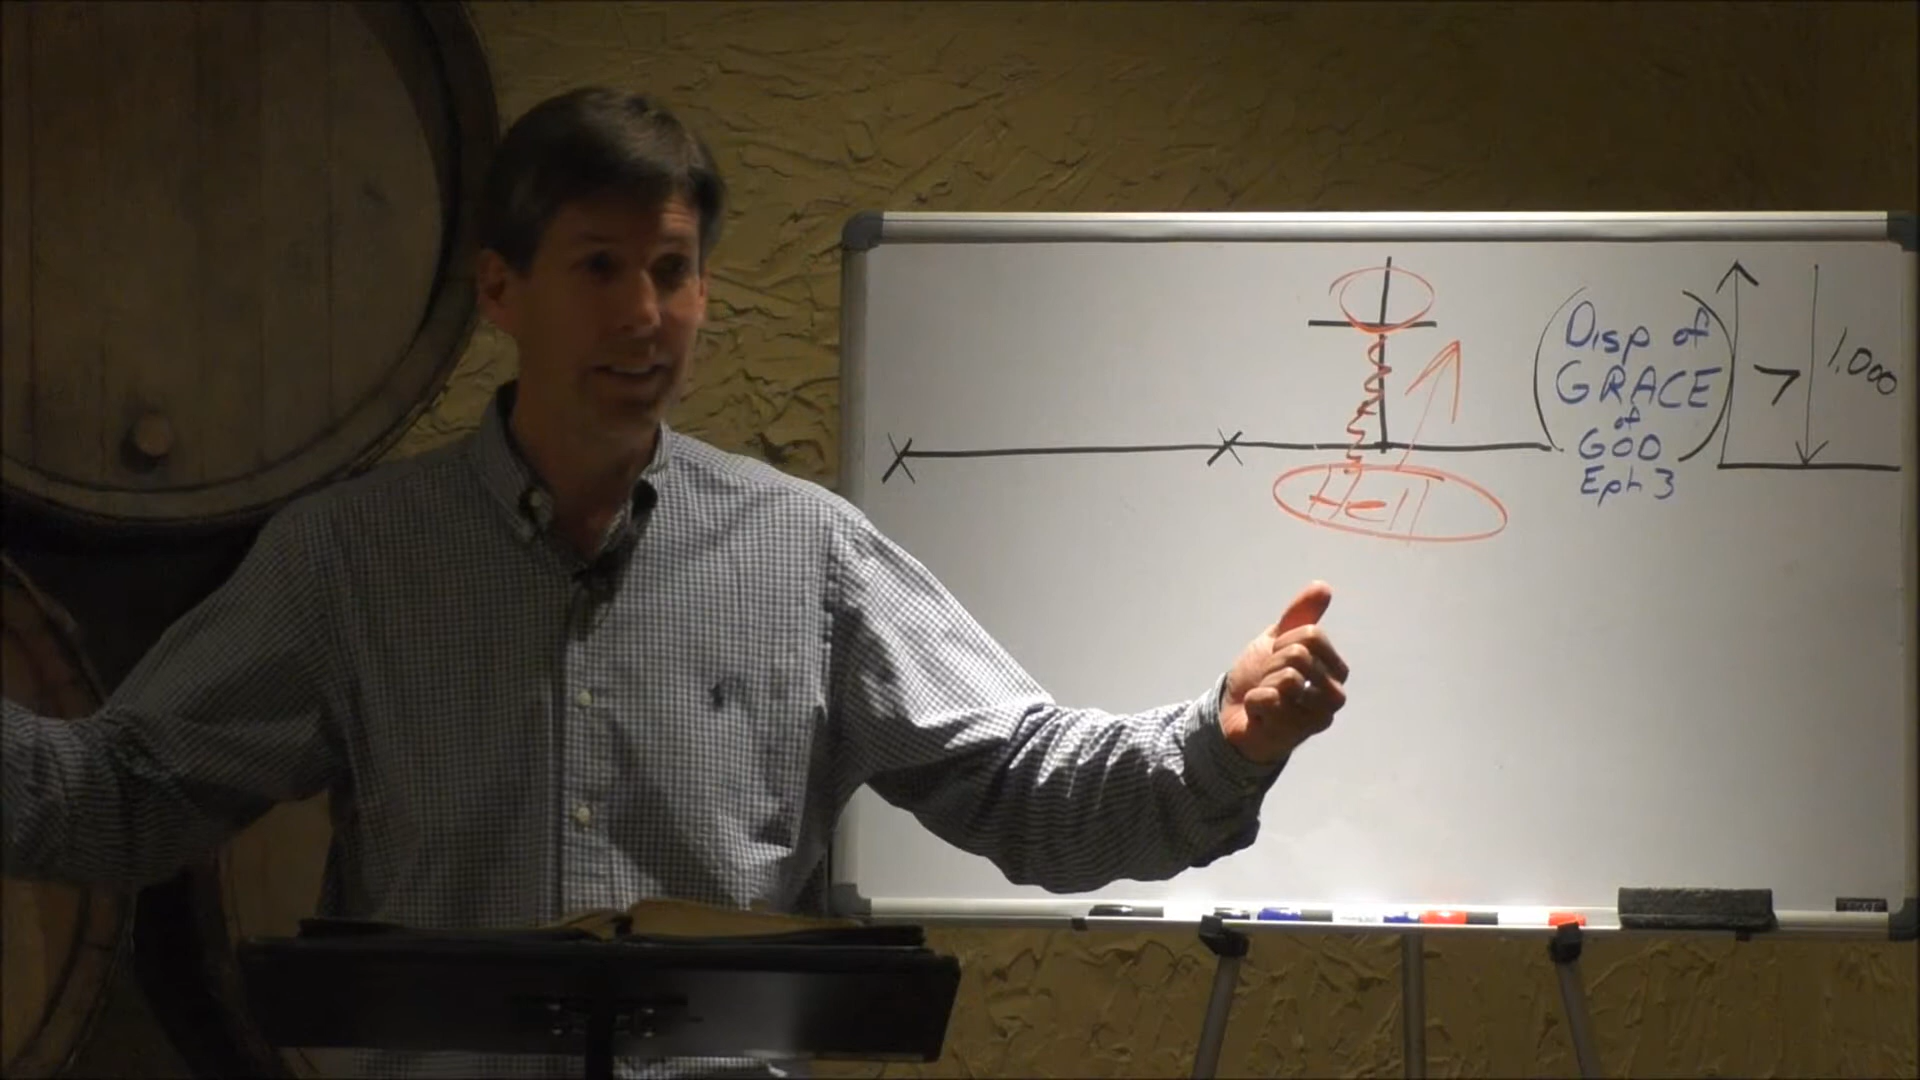 Disp of
GRACE
of
GOD
Eph 3
7
1,000
Hell